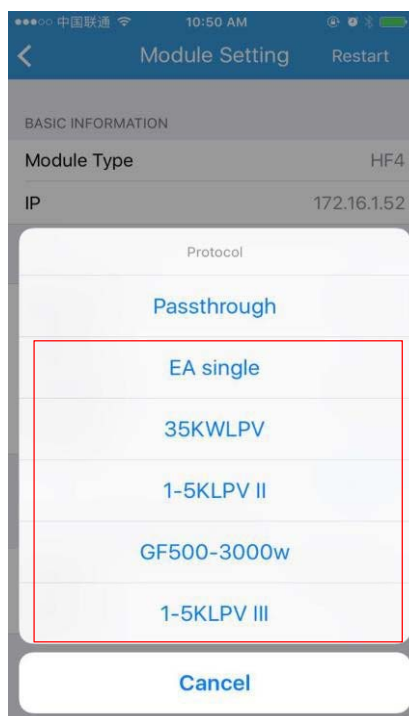 中国联通
10:50 AM
Module Setting
Restart
BASIC INFORMATION
Module Type
HF4
IP
172.16.1.52
Protocol
Passthrough
EA single
35KWLPV
1-5KLPV II
GF500-3000w
1-5KLPV III
Cancel